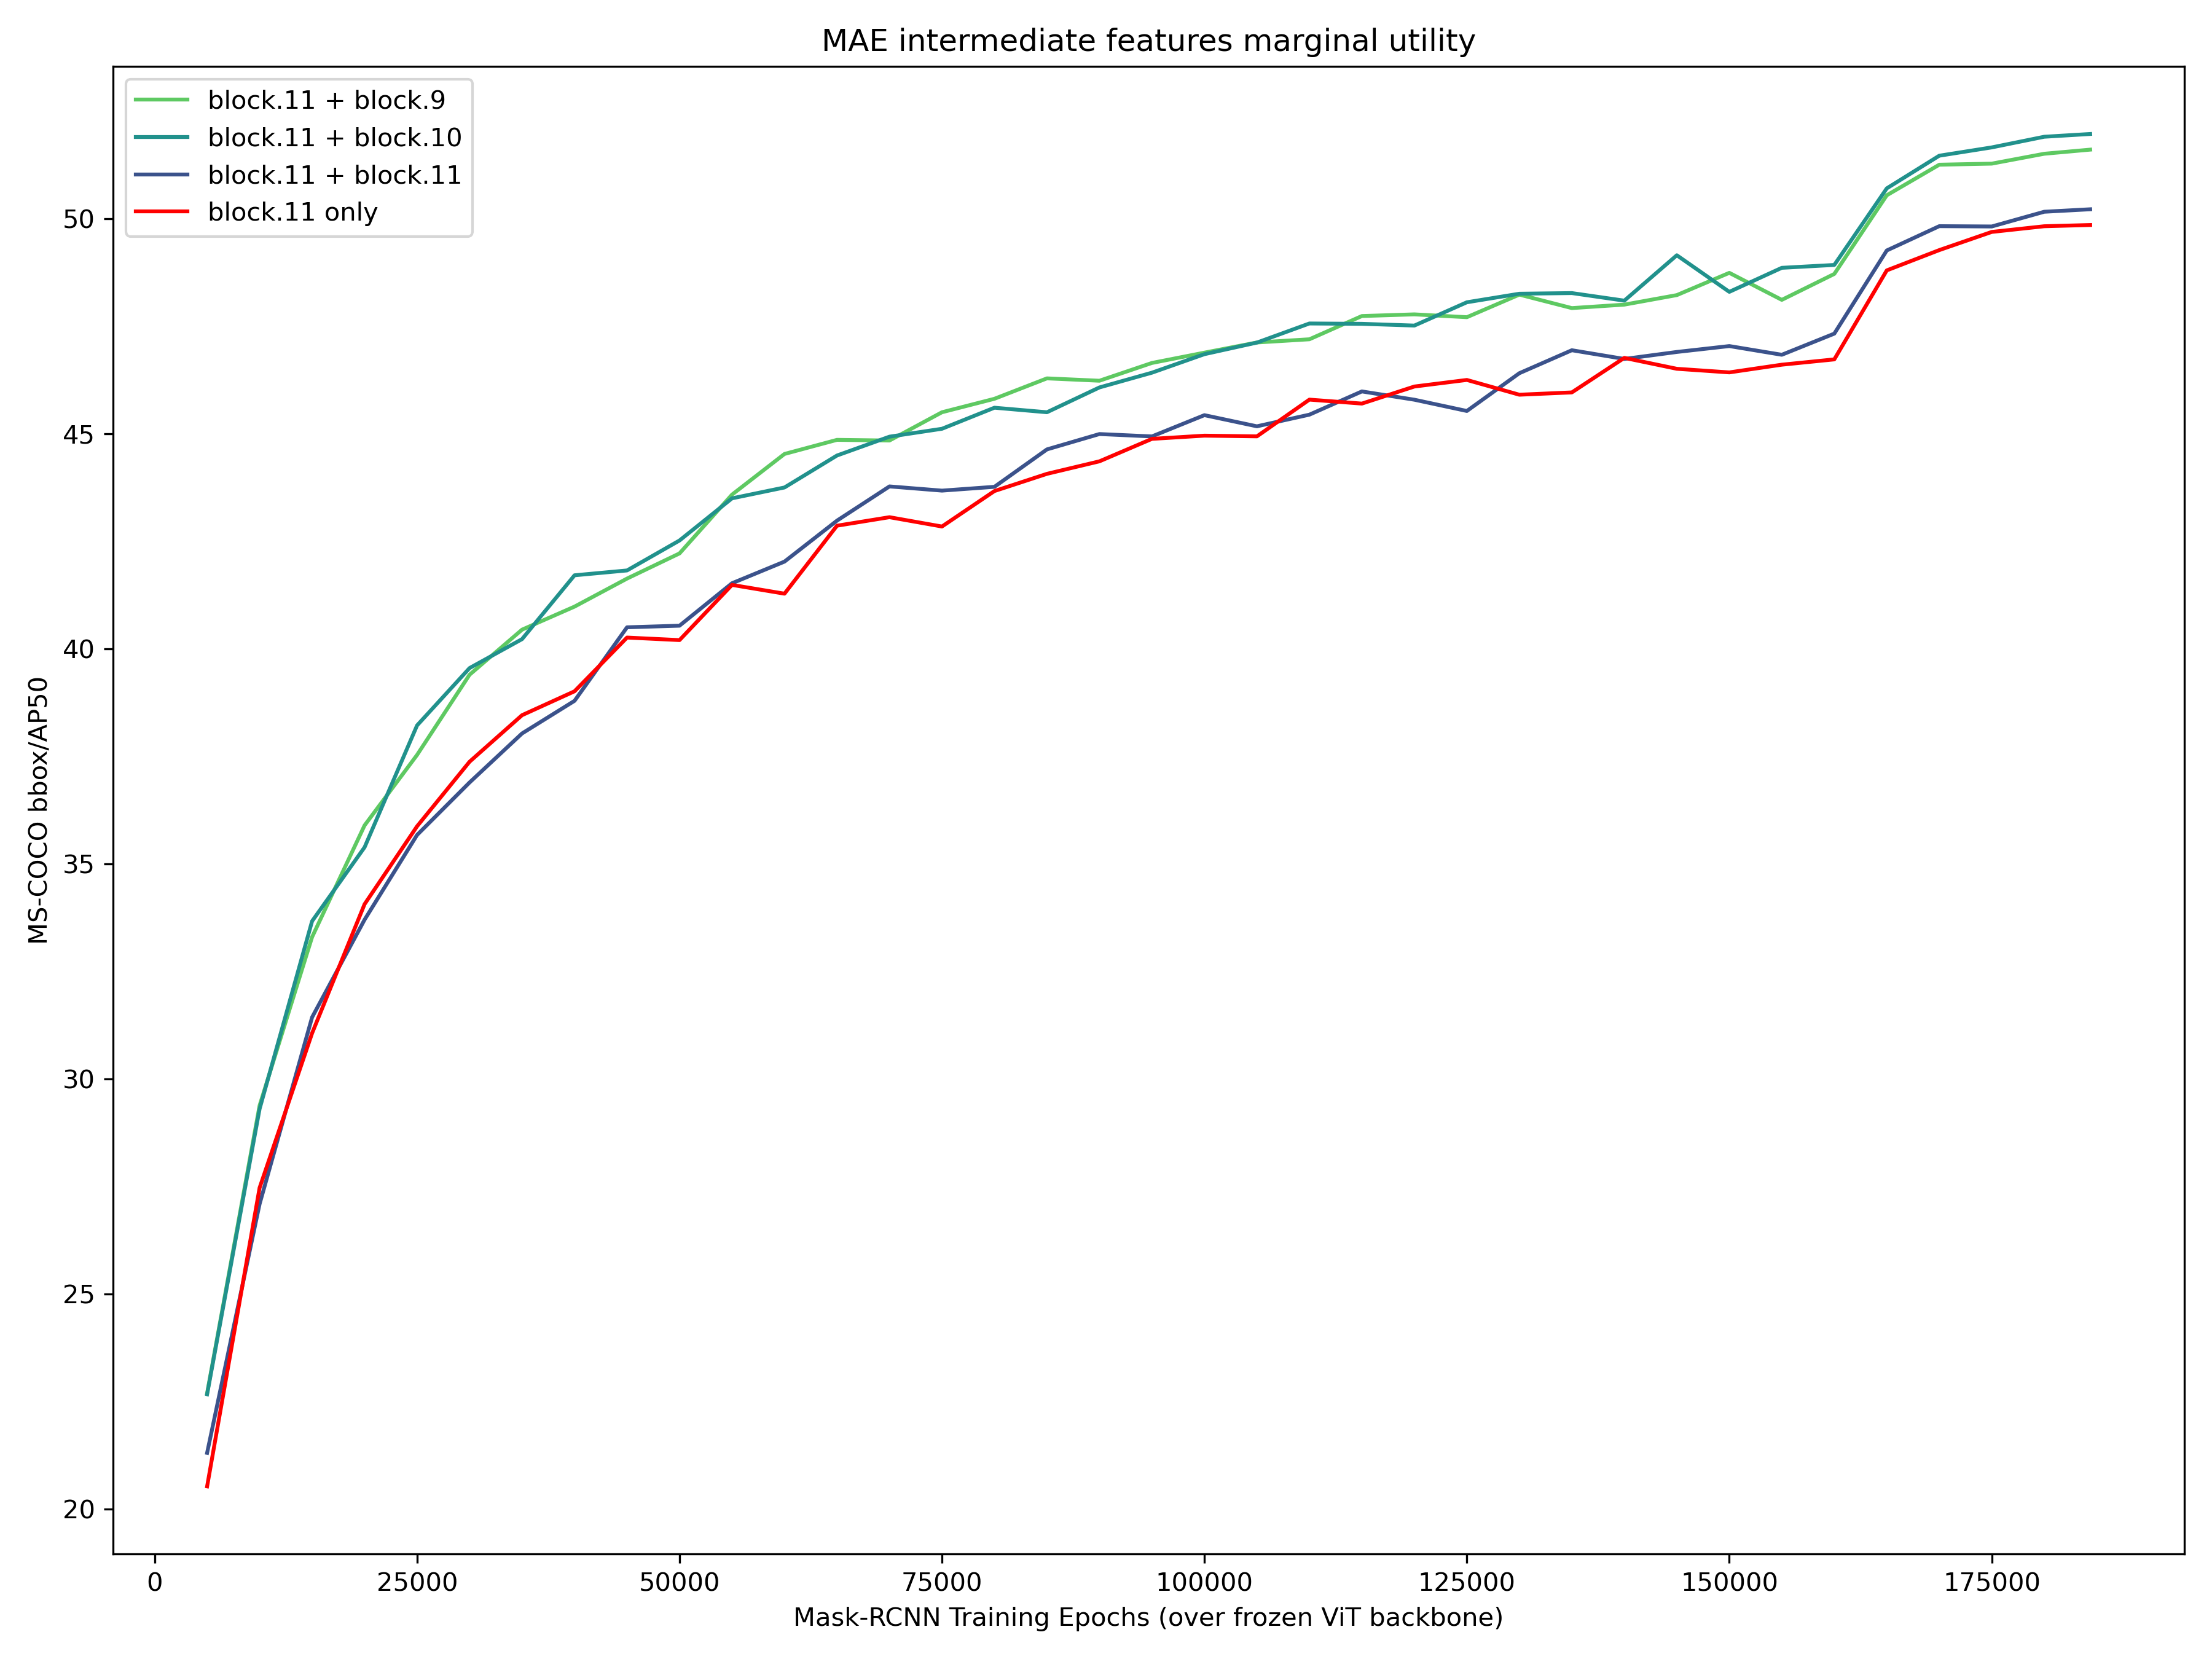 MAE intermediate features marginal utility
block.11 + block.9
block.11 + block.10
block.11 + block.11
block.11 only
50
45
40
35
30
25
20
MS-COCO bbox/AP50
0 25000 50000 75000 100000 125000 150000 175000
Mask-RCNN Training Epochs (over frozen ViT backbone)